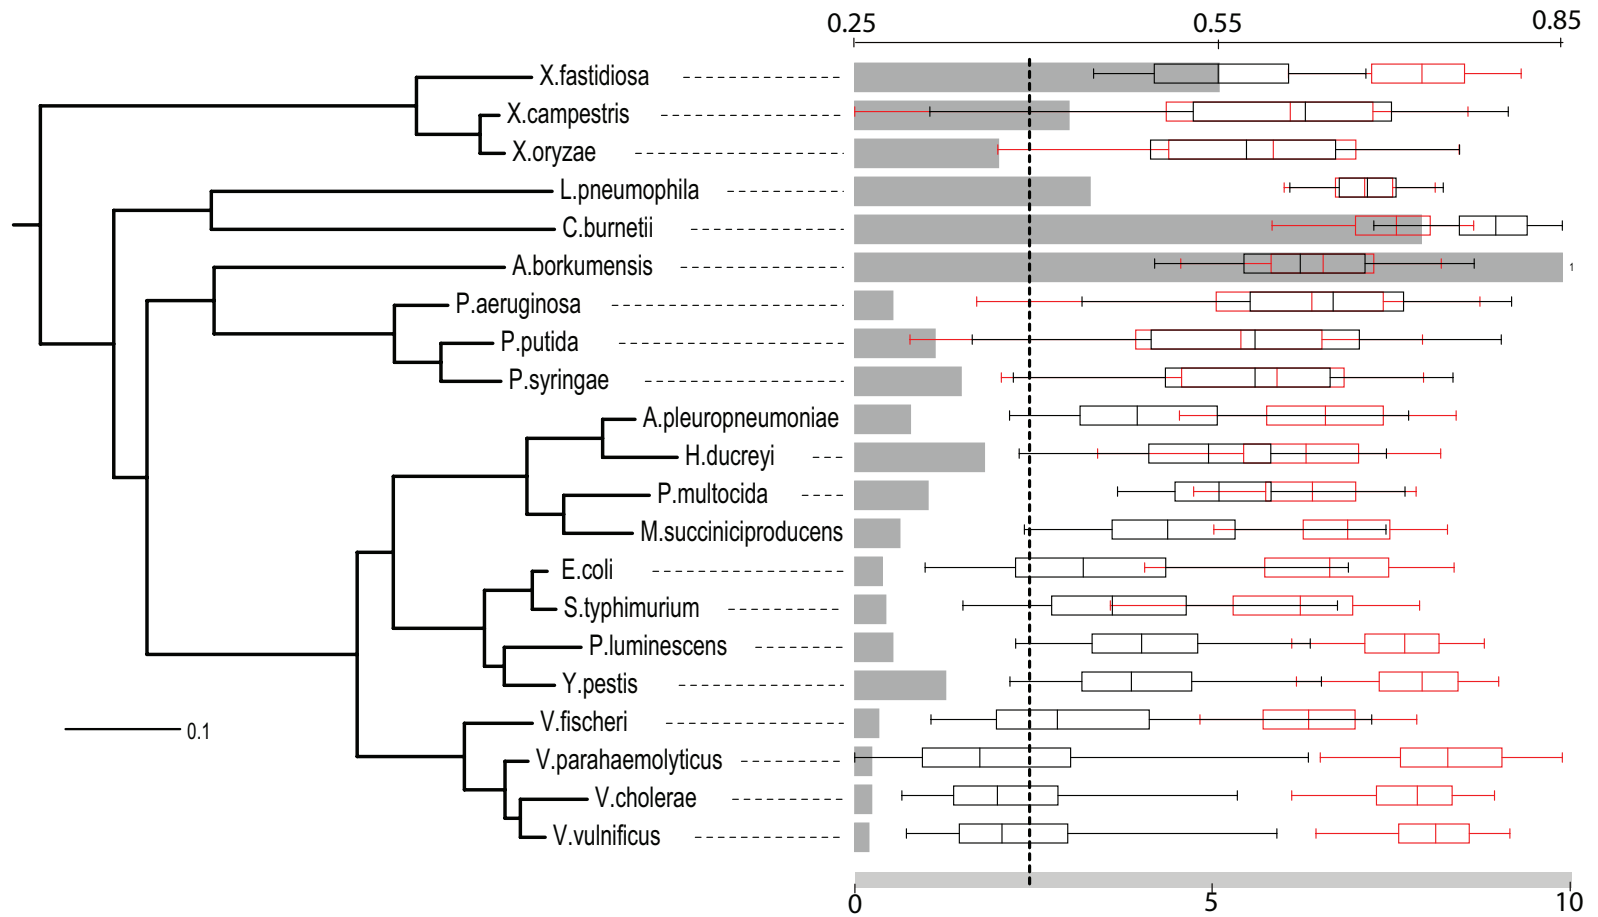 0.25 0.55 0.85
X.fastidiosa
X.campestris
X.oryzae
L.pneumophila
C.burnetii
A.borkumensis 1
P.aeruginosa
P.putida
P.syringae
A.pleuropneumoniae
H.ducreyi
P.multocida
M.succiniciproducens
E.coli
S.typhimurium
P.luminescens
Y.pestis
V.fischeri
0.1
V.parahaemolyticus
V.cholerae
V.vulnificus
0 5 10